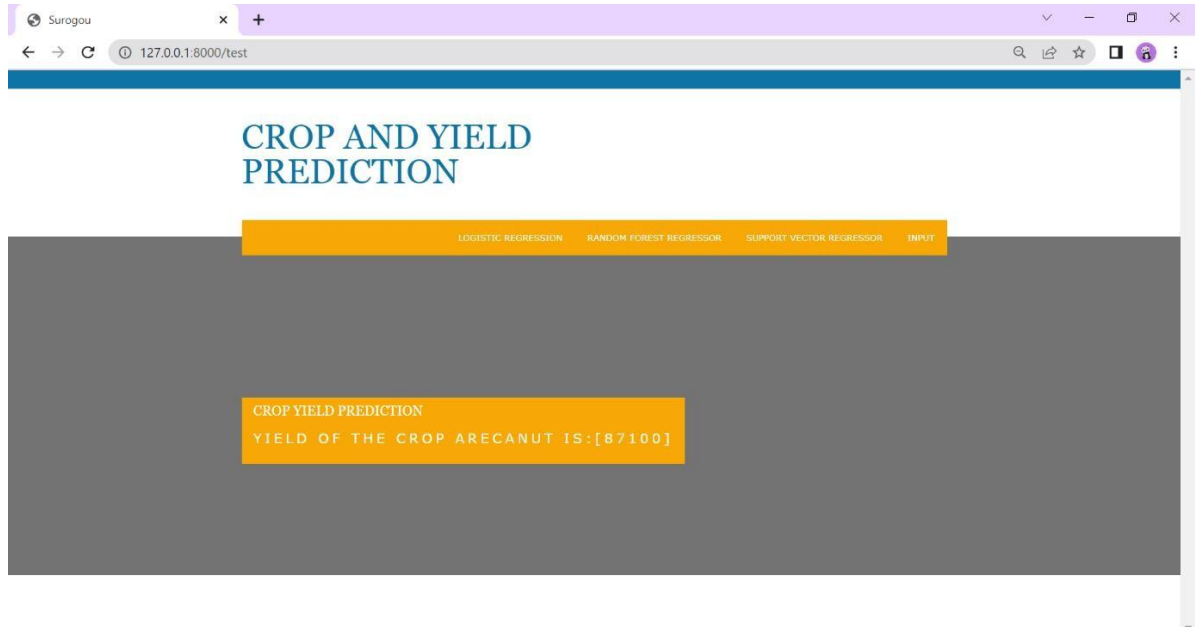 Surogou
127.0.0.1:8000/test
CROP AND YIELD
PREDICTION
LOGISTIC REGRESSION RANDOM FOREST REGRESSOR SUPPORT VECTOR REGRESSOR INPUT
CROP YIELD PREDICTION
YIELD OF THE CROP ARECANUT IS:[87100]